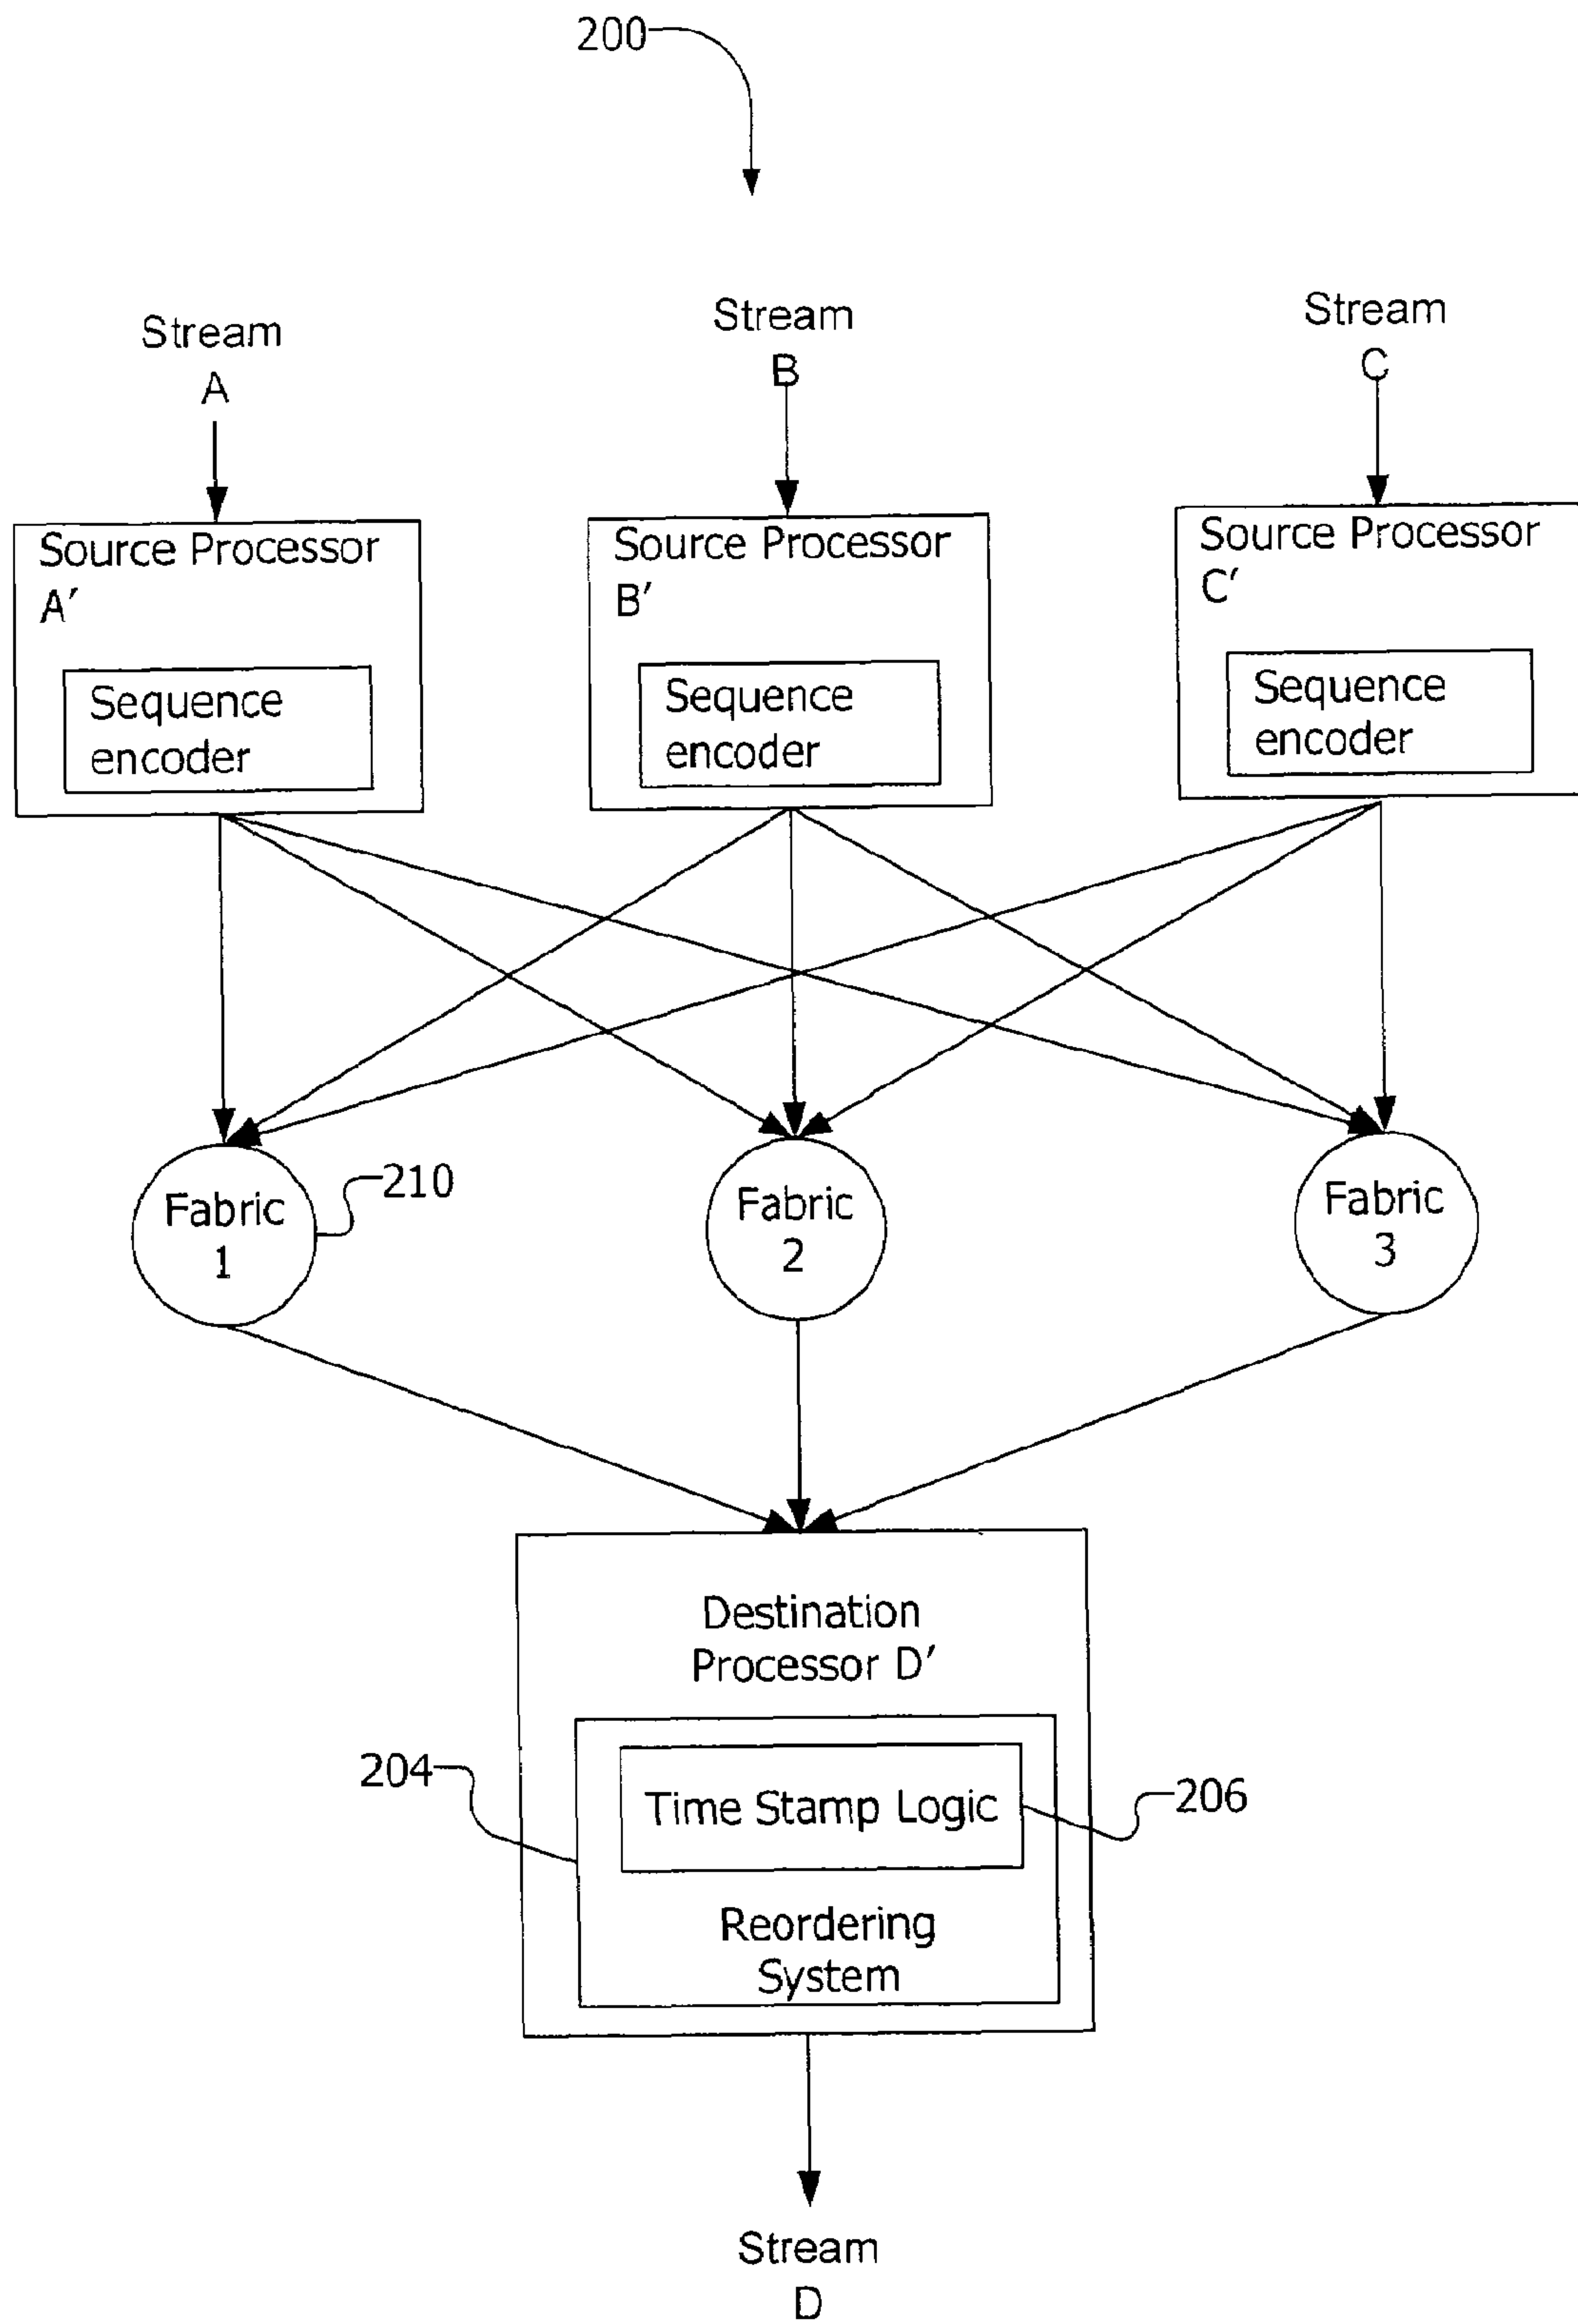 200
Stream
A
Stream
B
Stream
C
Source Processor
A'
Sequence
encoder
Source Processor
B'
Sequence
encoder
Source Processor
C'
Sequence
encoder
Fabric
1
210
Fabric
2
Fabric
3
Destination
Processor D'
204
Time Stamp Logic
206
Reordering
System
Stream
D